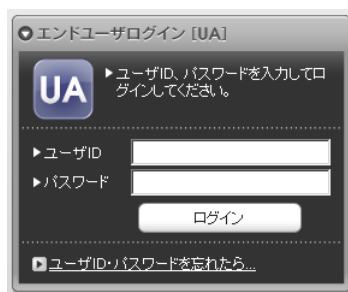 エンドユーザログイン [UA]
UA
ユーザID、パスワードを入力してロ
グインしてください。
ユーザID
パスワード
ログイン
ユーザID・パスワードを忘れたら...